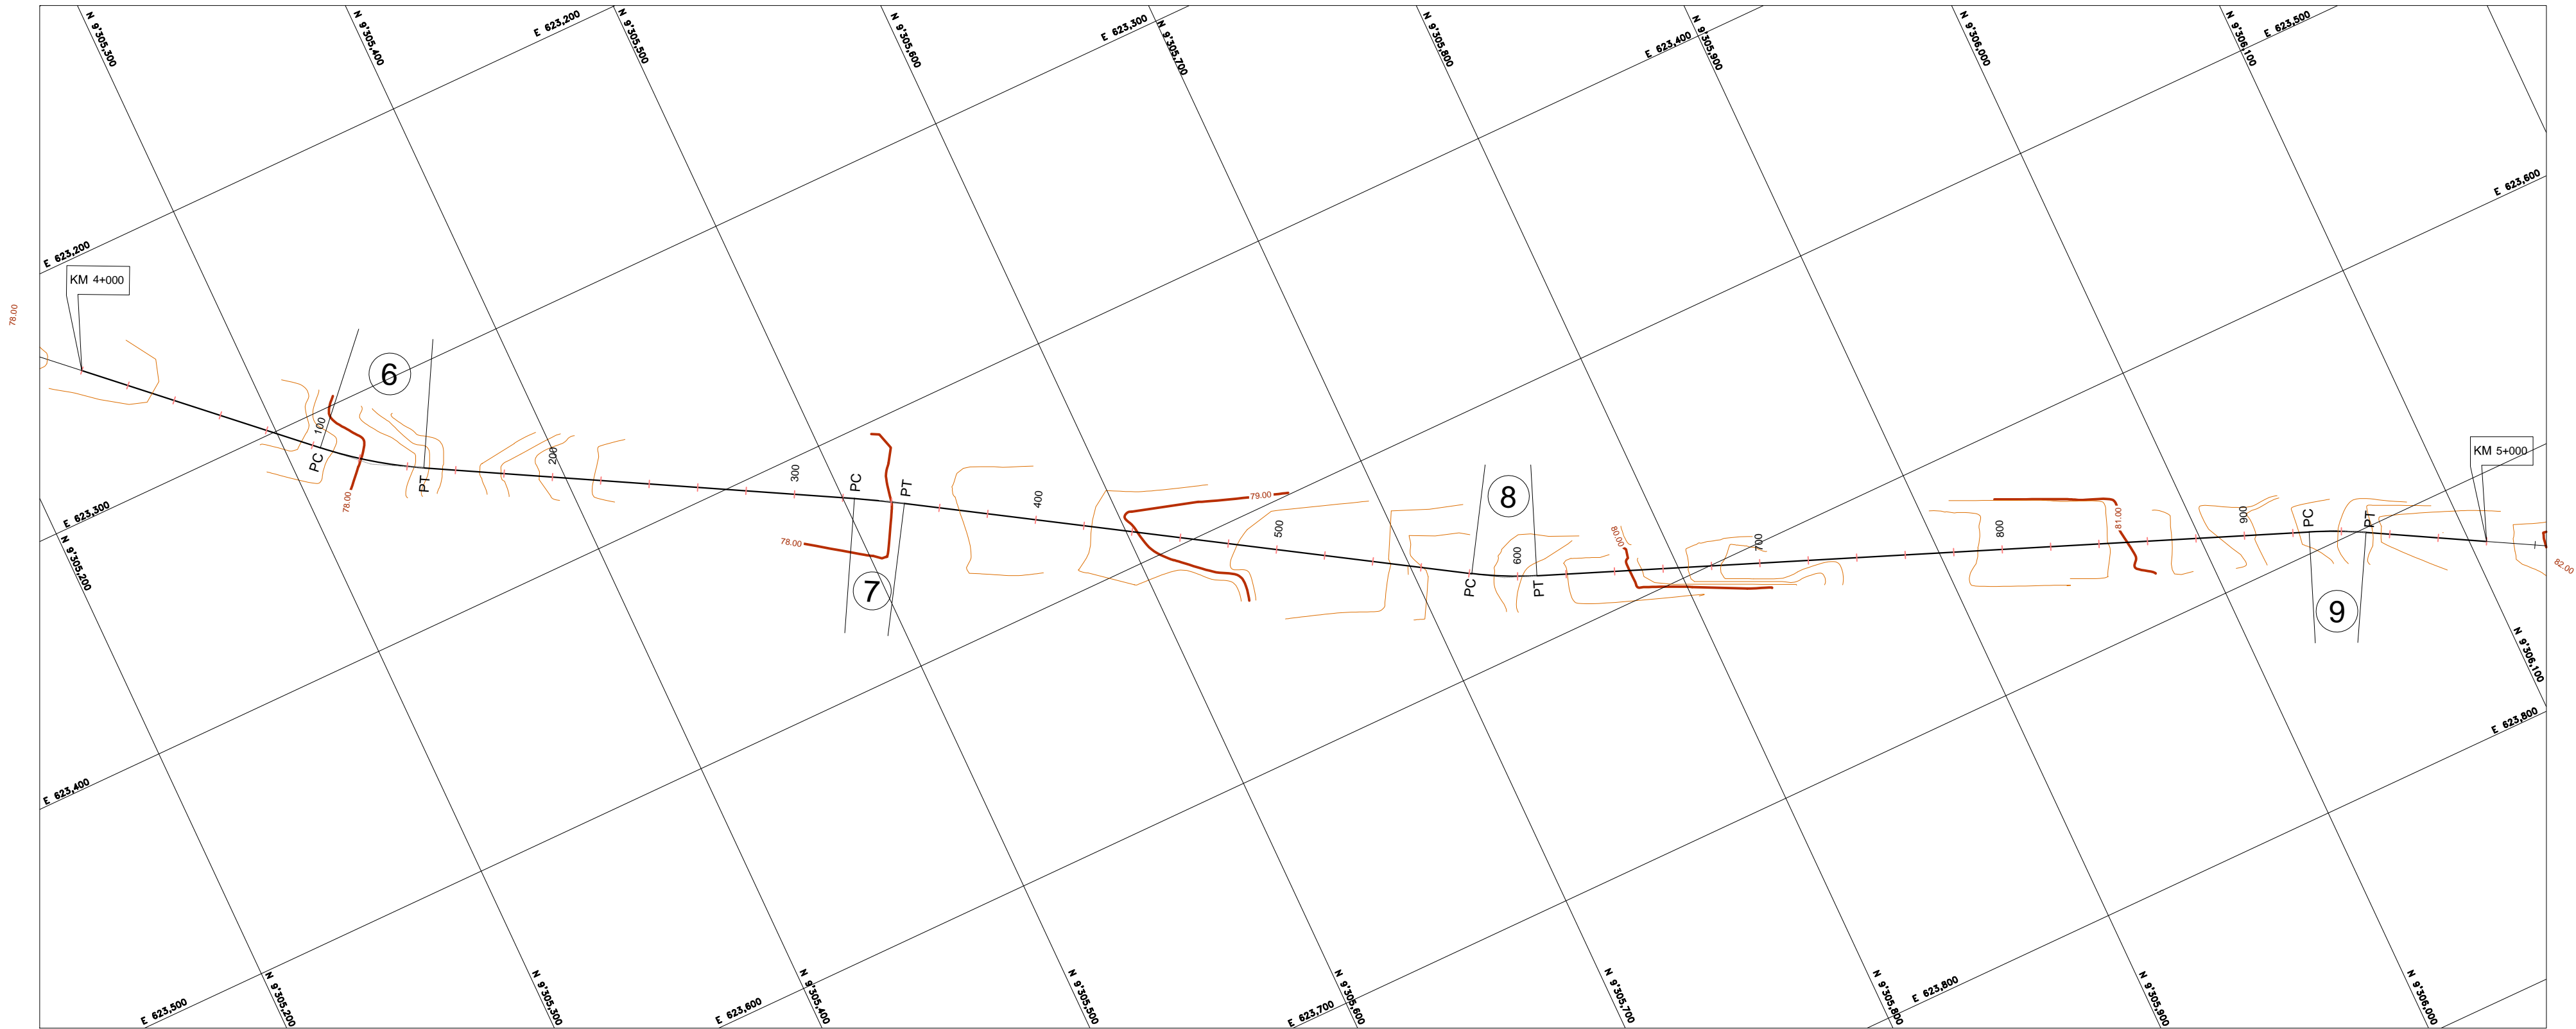 N 9'305,300
N 9'305,400
E 623,200
N 9'305,500
N 9'305,600
E 623,300
N 9'305,700
N 9'305,800
E 623,400
N 9'305,900
N 9'306,000
N 9'306,100
E 623,500
E 623,600
E 623,200
KM 4+000
78.00
6
100
PC
PT
78.00
200
300
PC
PT
78.00
7
400
79.00
500
8
PC
600
PT
80.00
700
800
81.00
900
PC
PT
9
KM 5+000
82.00
E 623,300
N 9'305,200
N 9'306,100
E 623,800
E 623,400
E 623,500
N 9'305,200
N 9'305,300
E 623,600
N 9'305,400
N 9'305,500
E 623,700
N 9'305,600
N 9'305,700
N 9'305,800
E 623,800
N 9'305,900
N 9'306,000